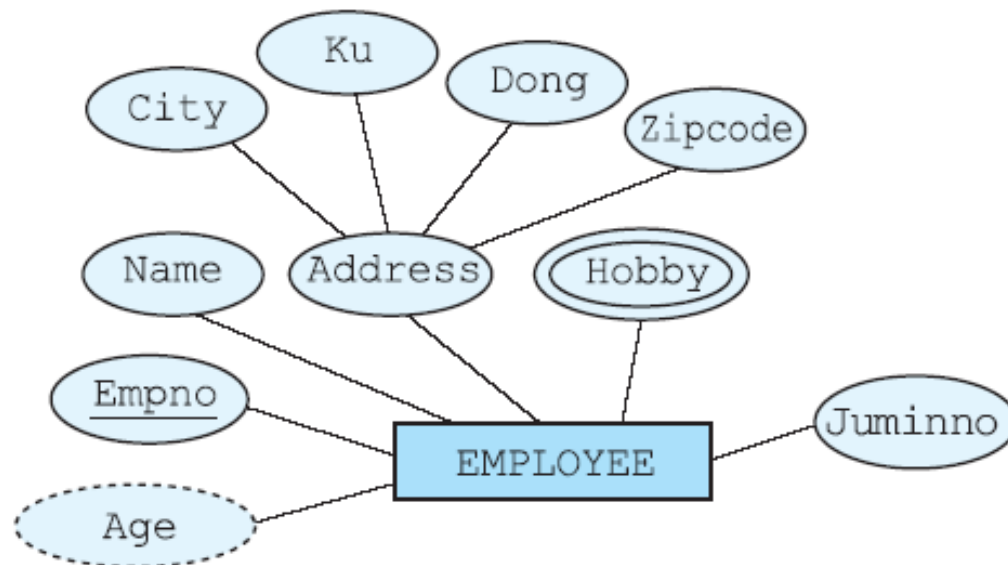 Ku
Dong
City
Zipcode
Name
Address
Hobby
Empno
Juminno
EMPLOYEE
Age